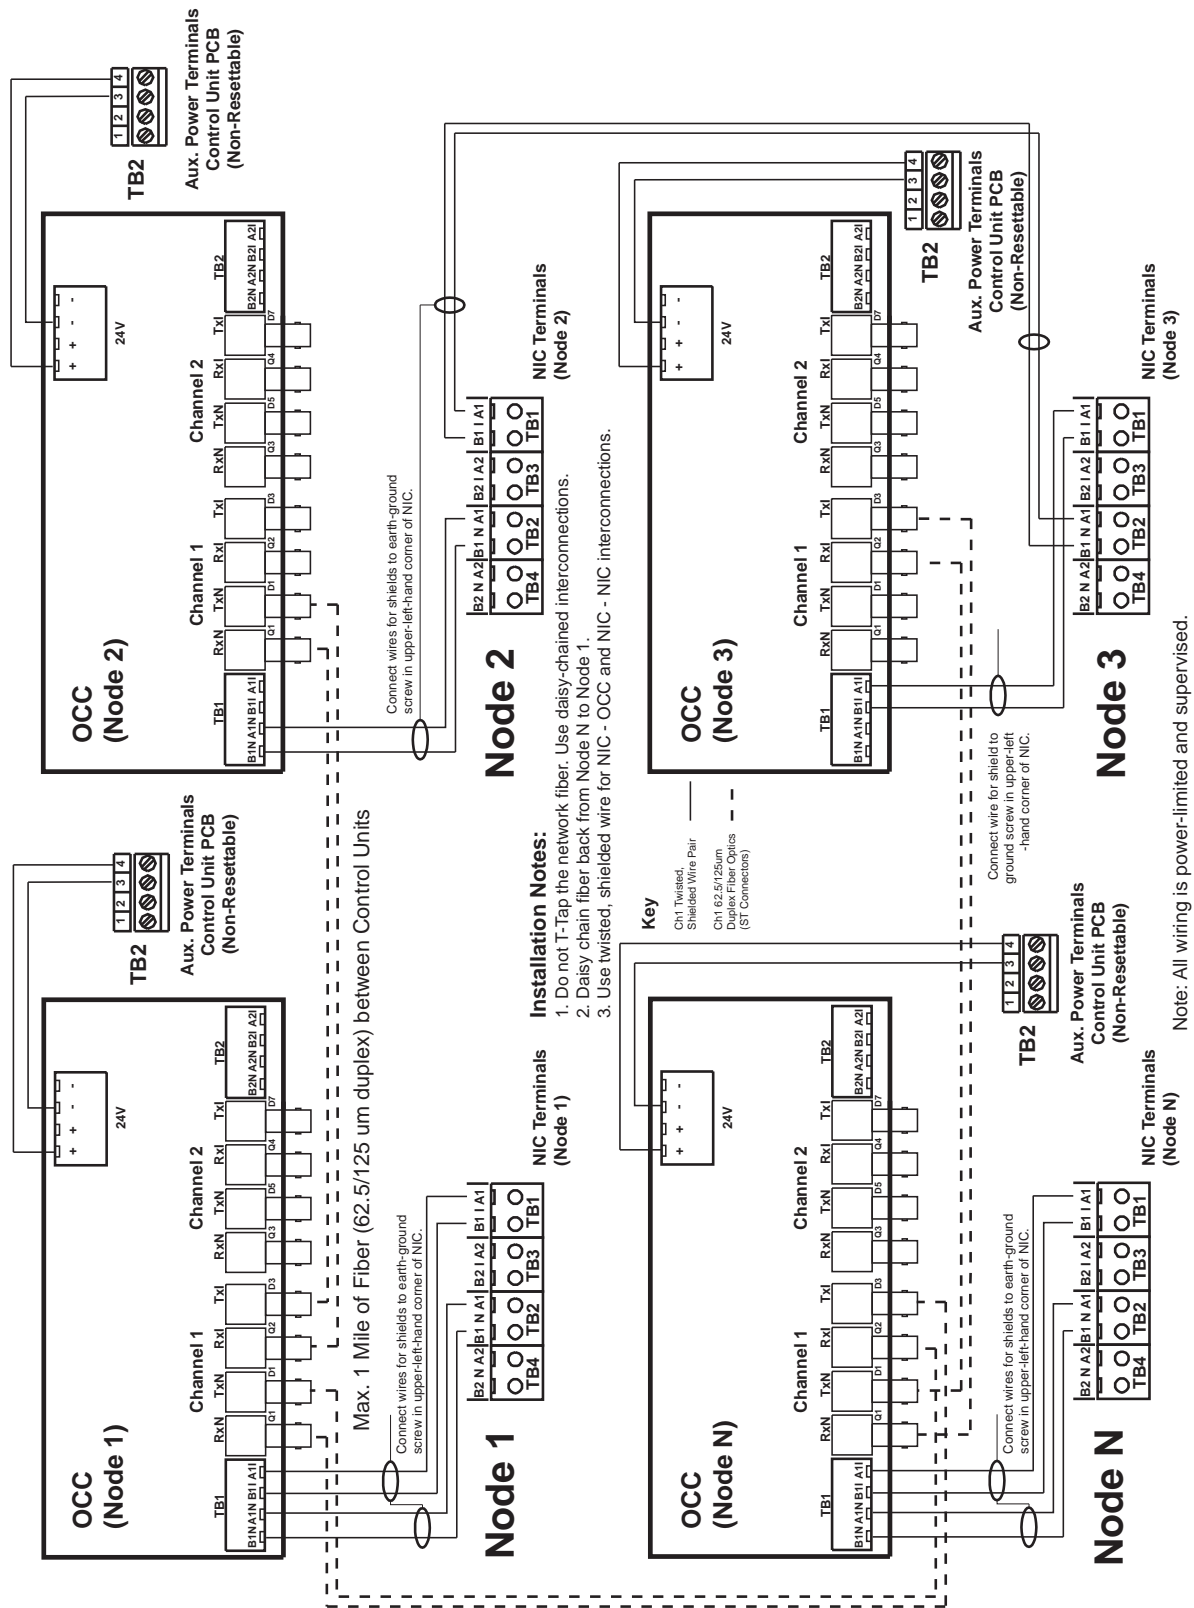 OCC
(Node 1)
24V
+ + - -
Channel 1
Channel 2
RxN TxN RxI TxI RxN TxN RxI TxI
Q1 D1 Q2 D3 Q3 D5 Q4 D7
TB1
B1N A1N B1I A1I
TB2
B2N A2N B2I A2I
1 2 3 4
TB2
Aux. Power Terminals
Control Unit PCB
(Non-Resettable)
Connect wires for shields to earth-ground
screw in upper-left-hand corner of NIC.
Node 1
B2 N A2 B1 N A1 B2 I A2 B1 I A1
TB4 TB2 TB3 TB1
NIC Terminals
(Node 1)
Max. 1 Mile of Fiber (62.5/125 um duplex) between Control Units
OCC
(Node 2)
24V
+ + - -
Channel 1
Channel 2
RxN TxN RxI TxI RxN TxN RxI TxI
Q1 D1 Q2 D3 Q3 D5 Q4 D7
TB1
B1N A1N B1I A1I
TB2
B2N A2N B2I A2I
1 2 3 4
TB2
Aux. Power Terminals
Control Unit PCB
(Non-Resettable)
Connect wires for shields to earth-ground
screw in upper-left-hand corner of NIC.
Node 2
B2 N A2 B1 N A1 B2 I A2 B1 I A1
TB4 TB2 TB3 TB1
NIC Terminals
(Node 2)
Installation Notes:
1. Do not T-Tap the network fiber. Use daisy-chained interconnections.
2. Daisy chain fiber back from Node N to Node 1.
3. Use twisted, shielded wire for NIC - OCC and NIC - NIC interconnections.
Key
Ch1 Twisted,
Shielded Wire Pair
Ch1 62.5/125um
Duplex Fiber Optics
(ST Connectors)
OCC
(Node N)
24V
+ + - -
Channel 1
Channel 2
RxN TxN RxI TxI RxN TxN RxI TxI
Q1 D1 Q2 D3 Q3 D5 Q4 D7
TB1
B1N A1N B1I A1I
TB2
B2N A2N B2I A2I
1 2 3 4
TB2
Aux. Power Terminals
Control Unit PCB
(Non-Resettable)
Connect wires for shields to earth-ground
screw in upper-left-hand corner of NIC.
Node N
B2 N A2 B1 N A1 B2 I A2 B1 I A1
TB4 TB2 TB3 TB1
NIC Terminals
(Node N)
OCC
(Node 3)
24V
+ + - -
Channel 1
Channel 2
RxN TxN RxI TxI RxN TxN RxI TxI
Q1 D1 Q2 D3 Q3 D5 Q4 D7
TB1
B1N A1N B1I A1I
TB2
B2N A2N B2I A2I
1 2 3 4
TB2
Aux. Power Terminals
Control Unit PCB
(Non-Resettable)
Connect wire for shield to
ground screw in upper-left
-hand corner of NIC.
Node 3
B2 N A2 B1 N A1 B2 I A2 B1 I A1
TB4 TB2 TB3 TB1
NIC Terminals
(Node 3)
Note: All wiring is power-limited and supervised.